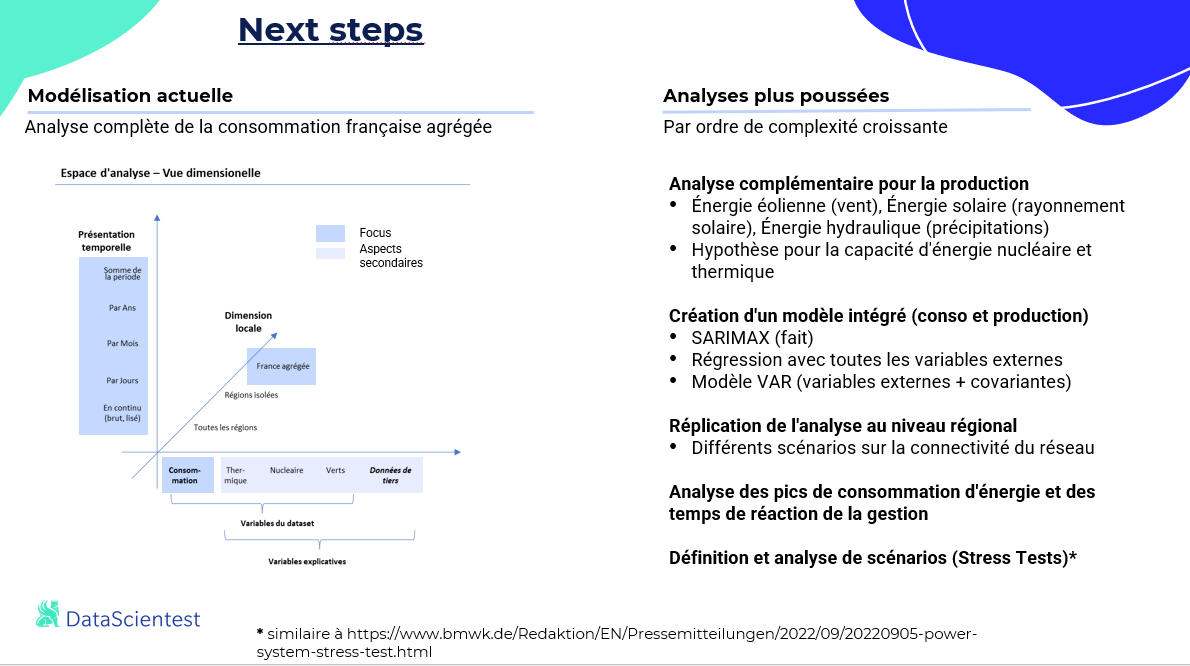 Next steps
Modélisation actuelle
Analyse complète de la consommation française agrégée
Espace d'analyse – Vue dimensionelle
Présentation
temporelle
Somme de
la periode
Par Ans
Par Mois
Par Jours
En continu
(brut, lisé)
Focus
Aspects
secondaires
Dimension
locale
France agrégée
Régions isolées
Toutes les régions
Consom-
mation
Ther-
mique
Nucleaire
Verts
Données de
tiers
Variables du dataset
Variables explicatives
Analyses plus poussées
Par ordre de complexité croissante
Analyse complémentaire pour la production
• Énergie éolienne (vent), Énergie solaire (rayonnement
solaire), Énergie hydraulique (précipitations)
• Hypothèse pour la capacité d'énergie nucléaire et
thermique
Création d'un modèle intégré (conso et production)
• SARIMAX (fait)
• Régression avec toutes les variables externes
• Modèle VAR (variables externes + covariantes)
Réplication de l'analyse au niveau régional
• Différents scénarios sur la connectivité du réseau
Analyse des pics de consommation d'énergie et des
temps de réaction de la gestion
Définition et analyse de scénarios (Stress Tests)*
DataScientest
* similaire à https://www.bmwk.de/Redaktion/EN/Pressemitteilungen/2022/09/20220905-power-
system-stress-test.html